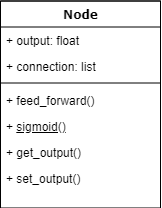 Node
+ output: float
+ connection: list
+ feed_forward()
+ sigmoid()
+ get_output()
+ set_output()